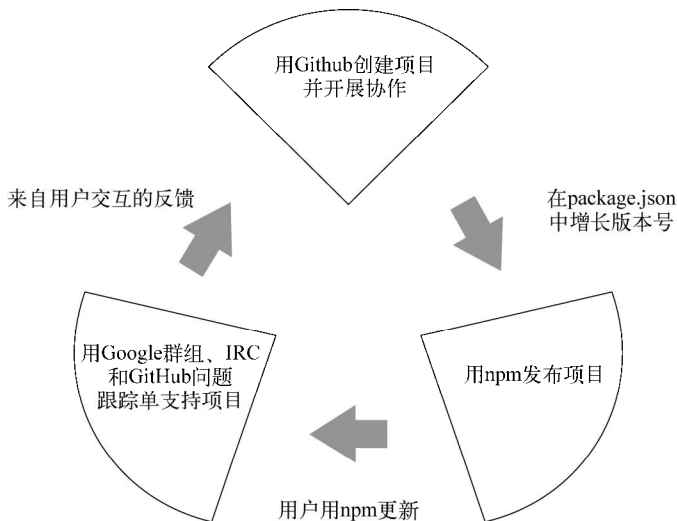 用Github创建项目
并开展协作
来自用户交互的反馈
在package.json
中增长版本号
用Google群组、IRC
和GitHub问题
跟踪单支持项目
用npm发布项目
用户用npm更新